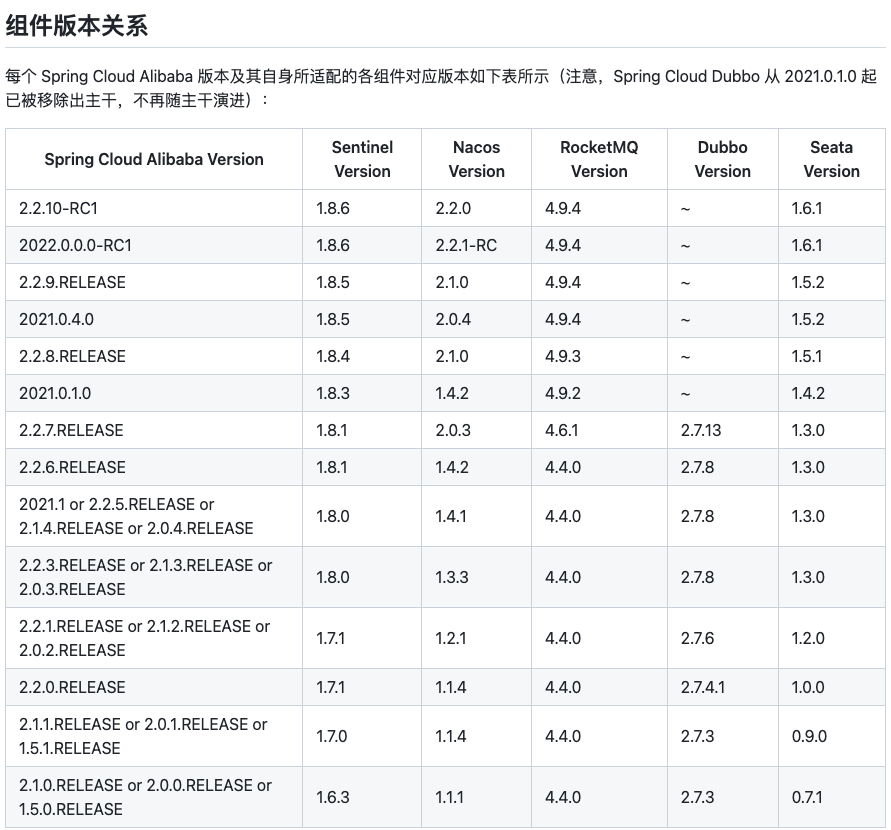 组件版本关系
每个 Spring Cloud Alibaba 版本及其自身所适配的各组件对应版本如下表所示（注意，Spring Cloud Dubbo 从 2021.0.1.0 起
已被移除出主干，不再随主干演进）：
Spring Cloud Alibaba Version Sentinel Version Nacos Version RocketMQ Version Dubbo Version Seata Version
2.2.10-RC1 1.8.6 2.2.0 4.9.4 ~ 1.6.1
2022.0.0.0-RC1 1.8.6 2.2.1-RC 4.9.4 ~ 1.6.1
2.2.9.RELEASE 1.8.5 2.1.0 4.9.4 ~ 1.5.2
2021.0.4.0 1.8.5 2.0.4 4.9.4 ~ 1.5.2
2.2.8.RELEASE 1.8.4 2.1.0 4.9.3 ~ 1.5.1
2021.0.1.0 1.8.3 1.4.2 4.9.2 ~ 1.4.2
2.2.7.RELEASE 1.8.1 2.0.3 4.6.1 2.7.13 1.3.0
2.2.6.RELEASE 1.8.1 1.4.2 4.4.0 2.7.8 1.3.0
2021.1 or 2.2.5.RELEASE or
2.1.4.RELEASE or 2.0.4.RELEASE 1.8.0 1.4.1 4.4.0 2.7.8 1.3.0
2.2.3.RELEASE or 2.1.3.RELEASE or
2.0.3.RELEASE 1.8.0 1.3.3 4.4.0 2.7.8 1.3.0
2.2.1.RELEASE or 2.1.2.RELEASE or
2.0.2.RELEASE 1.7.1 1.2.1 4.4.0 2.7.6 1.2.0
2.2.0.RELEASE 1.7.1 1.1.4 4.4.0 2.7.4.1 1.0.0
2.1.1.RELEASE or 2.0.1.RELEASE or
1.5.1.RELEASE 1.7.0 1.1.4 4.4.0 2.7.3 0.9.0
2.1.0.RELEASE or 2.0.0.RELEASE or
1.5.0.RELEASE 1.6.3 1.1.1 4.4.0 2.7.3 0.7.1